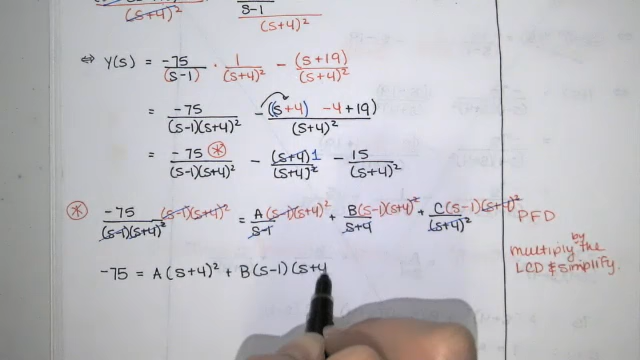 (s+4)² s-1
(s+4)²
⇔ Y(s) = -75/(s-1) · 1/(s+4)² - (s+19)/(s+4)²
= -75/(s-1)(s+4)² - ((s+4) -4 +19)/(s+4)²
= -75 ⊛/(s-1)(s+4)² - (s+4)1/(s+4)² - 15/(s+4)²
⊛ -75 (s-1)(s+4)²/(s-1)(s+4)² = A(s-1)(s+4)²/s-1 + B(s-1)(s+4)²/s+4 + C(s-1)(s+4)²/(s+4)² PFD
multiply by the
LCD & simplify.
-75 = A(s+4)² + B(s-1)(s+4